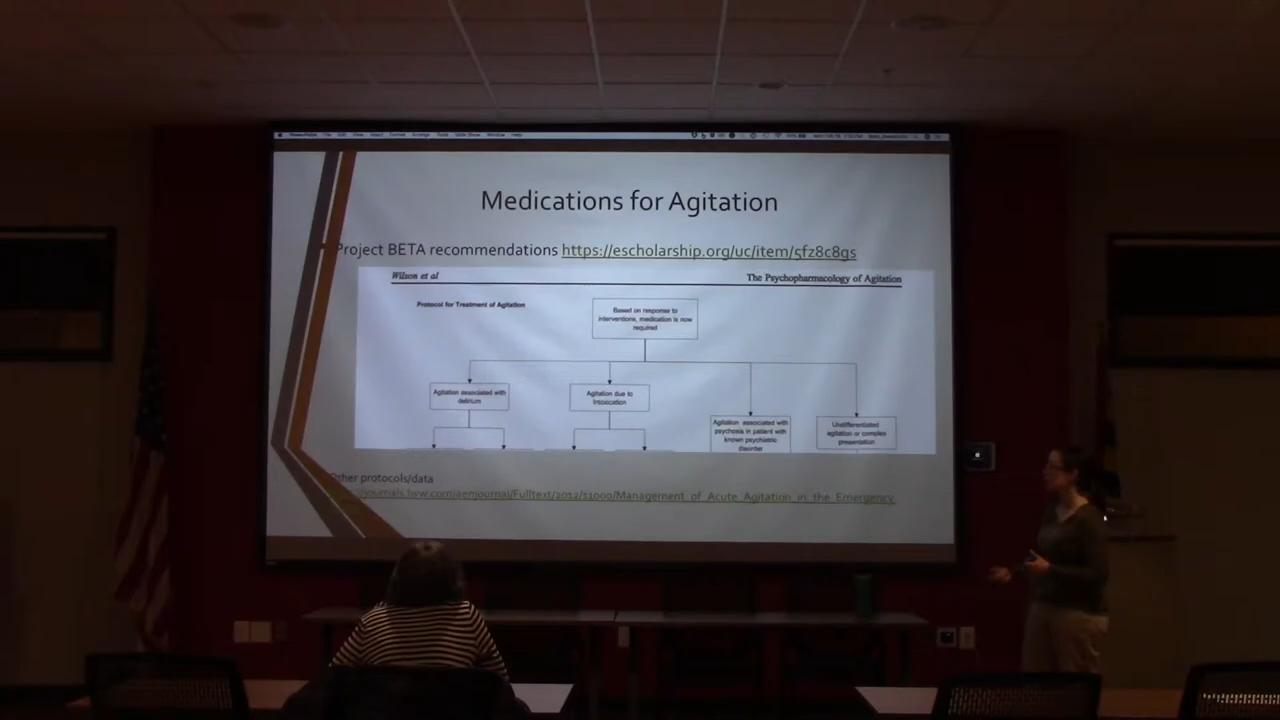 Medications for Agitation
Project BETA recommendations https://escholarship.org/uc/item/5fz8c8gs
Wilson et al
The Psychopharmacology of Agitation
Protocol for Treatment of Agitation
Based on response to
interventions, medication is now
required
Agitation associated with
delirium
Agitation due to
Intoxication
Agitation associated with
psychosis in patient with
known psychiatric
disorder
Undifferentiated
agitation or complex
presentation
Other protocols/data
journals.lww.com/aenjournal/Fulltext/2012/11000/Management_of_Acute_Agitation_in_the_Emergency